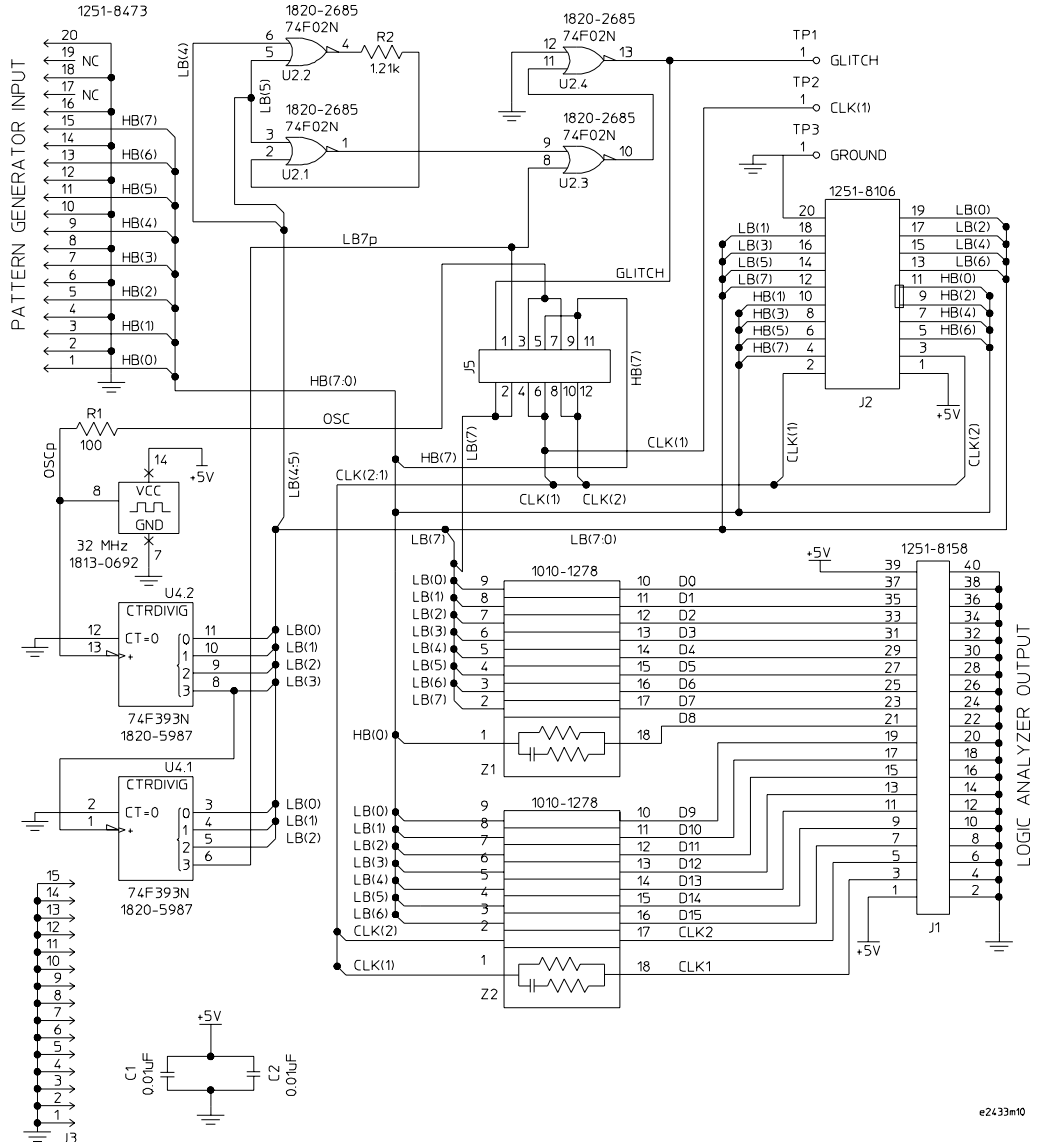 1251-8473
PATTERN GENERATOR INPUT
20
19 NC
18
17 NC
16
15 HB(7)
14
13 HB(6)
12
11 HB(5)
10
9 HB(4)
8
7 HB(3)
6
5 HB(2)
4
3 HB(1)
2
1 HB(0)
1820-2685
74F02N
6
5
4
U2.2
R2
1.21k
LB(4)
LB(5)
1820-2685
74F02N
3
2
1
U2.1
1820-2685
74F02N
12
11
13
U2.4
1820-2685
74F02N
9
8
10
U2.3
TP1
1 GLITCH
TP2
1 CLK(1)
TP3
1 GROUND
LB7p
GLITCH
1 3 5 7 9 11
J5
2 4 6 8 10 12
HB(7)
LB(7)
CLK(1)
HB(7)
CLK(2:1)
CLK(1) CLK(2)
HB(7:0)
OSC
LB(4:5)
1251-8106
20 19 LB(0)
LB(1) 18 17 LB(2)
LB(3) 16 15 LB(4)
LB(5) 14 13 LB(6)
LB(7) 12 11 HB(0)
HB(1) 10 9 HB(2)
HB(3) 8 7 HB(4)
HB(5) 6 5 HB(6)
HB(7) 4 3
2 1
J2
+5V
CLK(1)
CLK(2)
R1
100
OSCp
14
+5V
8
VCC
GND
7
32 MHz
1813-0692
U4.2
CTRDIVIG
12 CT=0
13 +
0 11 LB(0)
1 10 LB(1)
2 9 LB(2)
3 8 LB(3)
74F393N
1820-5987
U4.1
CTRDIVIG
2 CT=0
1 +
0 3 LB(0)
1 4 LB(1)
2 5 LB(2)
3 6
74F393N
1820-5987
LB(7)
LB(7:0)
1010-1278
LB(0) 9 10 D0
LB(1) 8 11 D1
LB(2) 7 12 D2
LB(3) 6 13 D3
LB(4) 5 14 D4
LB(5) 4 15 D5
LB(6) 3 16 D6
LB(7) 2 17 D7
D8
HB(0) 1 18
Z1
1010-1278
LB(0) 9 10 D9
LB(1) 8 11 D10
LB(2) 7 12 D11
LB(3) 6 13 D12
LB(4) 5 14 D13
LB(5) 4 15 D14
LB(6) 3 16 D15
CLK(2) 2 17 CLK2
CLK(1) 1 18 CLK1
Z2
1251-8158
+5V
39 40
37 38
35 36
33 34
31 32
29 30
27 28
25 26
23 24
21 22
19 20
17 18
15 16
13 14
11 12
9 10
7 8
5 6
3 4
1 2
+5V
J1
LOGIC ANALYZER OUTPUT
15
14
13
12
11
10
9
8
7
6
5
4
3
2
1
J3
+5V
C1
0.01uF
C2
0.01uF
e2433m10